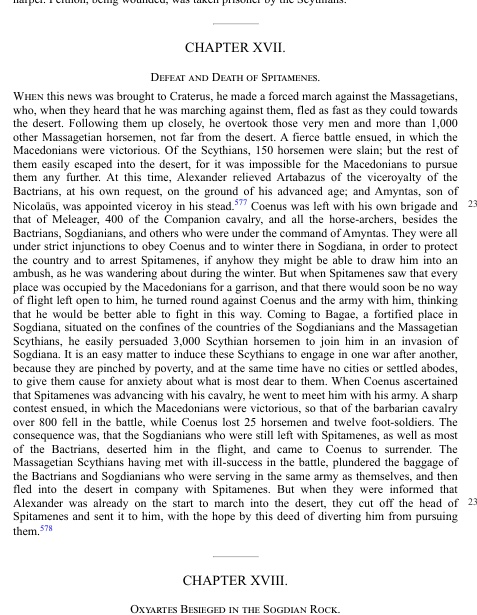 harper. Peithon, being wounded, was taken prisoner by the Scythians.
CHAPTER XVII.
DEFEAT AND DEATH OF SPITAMENES.
WHEN this news was brought to Craterus, he made a forced march against the Massagetians,
who, when they heard that he was marching against them, fled as fast as they could towards
the desert. Following them up closely, he overtook those very men and more than 1,000
other Massagetian horsemen, not far from the desert. A fierce battle ensued, in which the
Macedonians were victorious. Of the Scythians, 150 horsemen were slain; but the rest of
them easily escaped into the desert, for it was impossible for the Macedonians to pursue
them any further. At this time, Alexander relieved Artabazus of the viceroyalty of the
Bactrians, at his own request, on the ground of his advanced age; and Amyntas, son of
Nicolaüs, was appointed viceroy in his stead.577 Coenus was left with his own brigade and 23
that of Meleager, 400 of the Companion cavalry, and all the horse-archers, besides the
Bactrians, Sogdianians, and others who were under the command of Amyntas. They were all
under strict injunctions to obey Coenus and to winter there in Sogdiana, in order to protect
the country and to arrest Spitamenes, if anyhow they might be able to draw him into an
ambush, as he was wandering about during the winter. But when Spitamenes saw that every
place was occupied by the Macedonians for a garrison, and that there would soon be no way
of flight left open to him, he turned round against Coenus and the army with him, thinking
that he would be better able to fight in this way. Coming to Bagae, a fortified place in
Sogdiana, situated on the confines of the countries of the Sogdianians and the Massagetian
Scythians, he easily persuaded 3,000 Scythian horsemen to join him in an invasion of
Sogdiana. It is an easy matter to induce these Scythians to engage in one war after another,
because they are pinched by poverty, and at the same time have no cities or settled abodes,
to give them cause for anxiety about what is most dear to them. When Coenus ascertained
that Spitamenes was advancing with his cavalry, he went to meet him with his army. A sharp
contest ensued, in which the Macedonians were victorious, so that of the barbarian cavalry
over 800 fell in the battle, while Coenus lost 25 horsemen and twelve foot-soldiers. The
consequence was, that the Sogdianians who were still left with Spitamenes, as well as most
of the Bactrians, deserted him in the flight, and came to Coenus to surrender. The
Massagetian Scythians having met with ill-success in the battle, plundered the baggage of
the Bactrians and Sogdianians who were serving in the same army as themselves, and then
fled into the desert in company with Spitamenes. But when they were informed that
Alexander was already on the start to march into the desert, they cut off the head of 23
Spitamenes and sent it to him, with the hope by this deed of diverting him from pursuing
them.578
CHAPTER XVIII.
OXYARTES BESIEGED IN THE SOGDIAN ROCK.